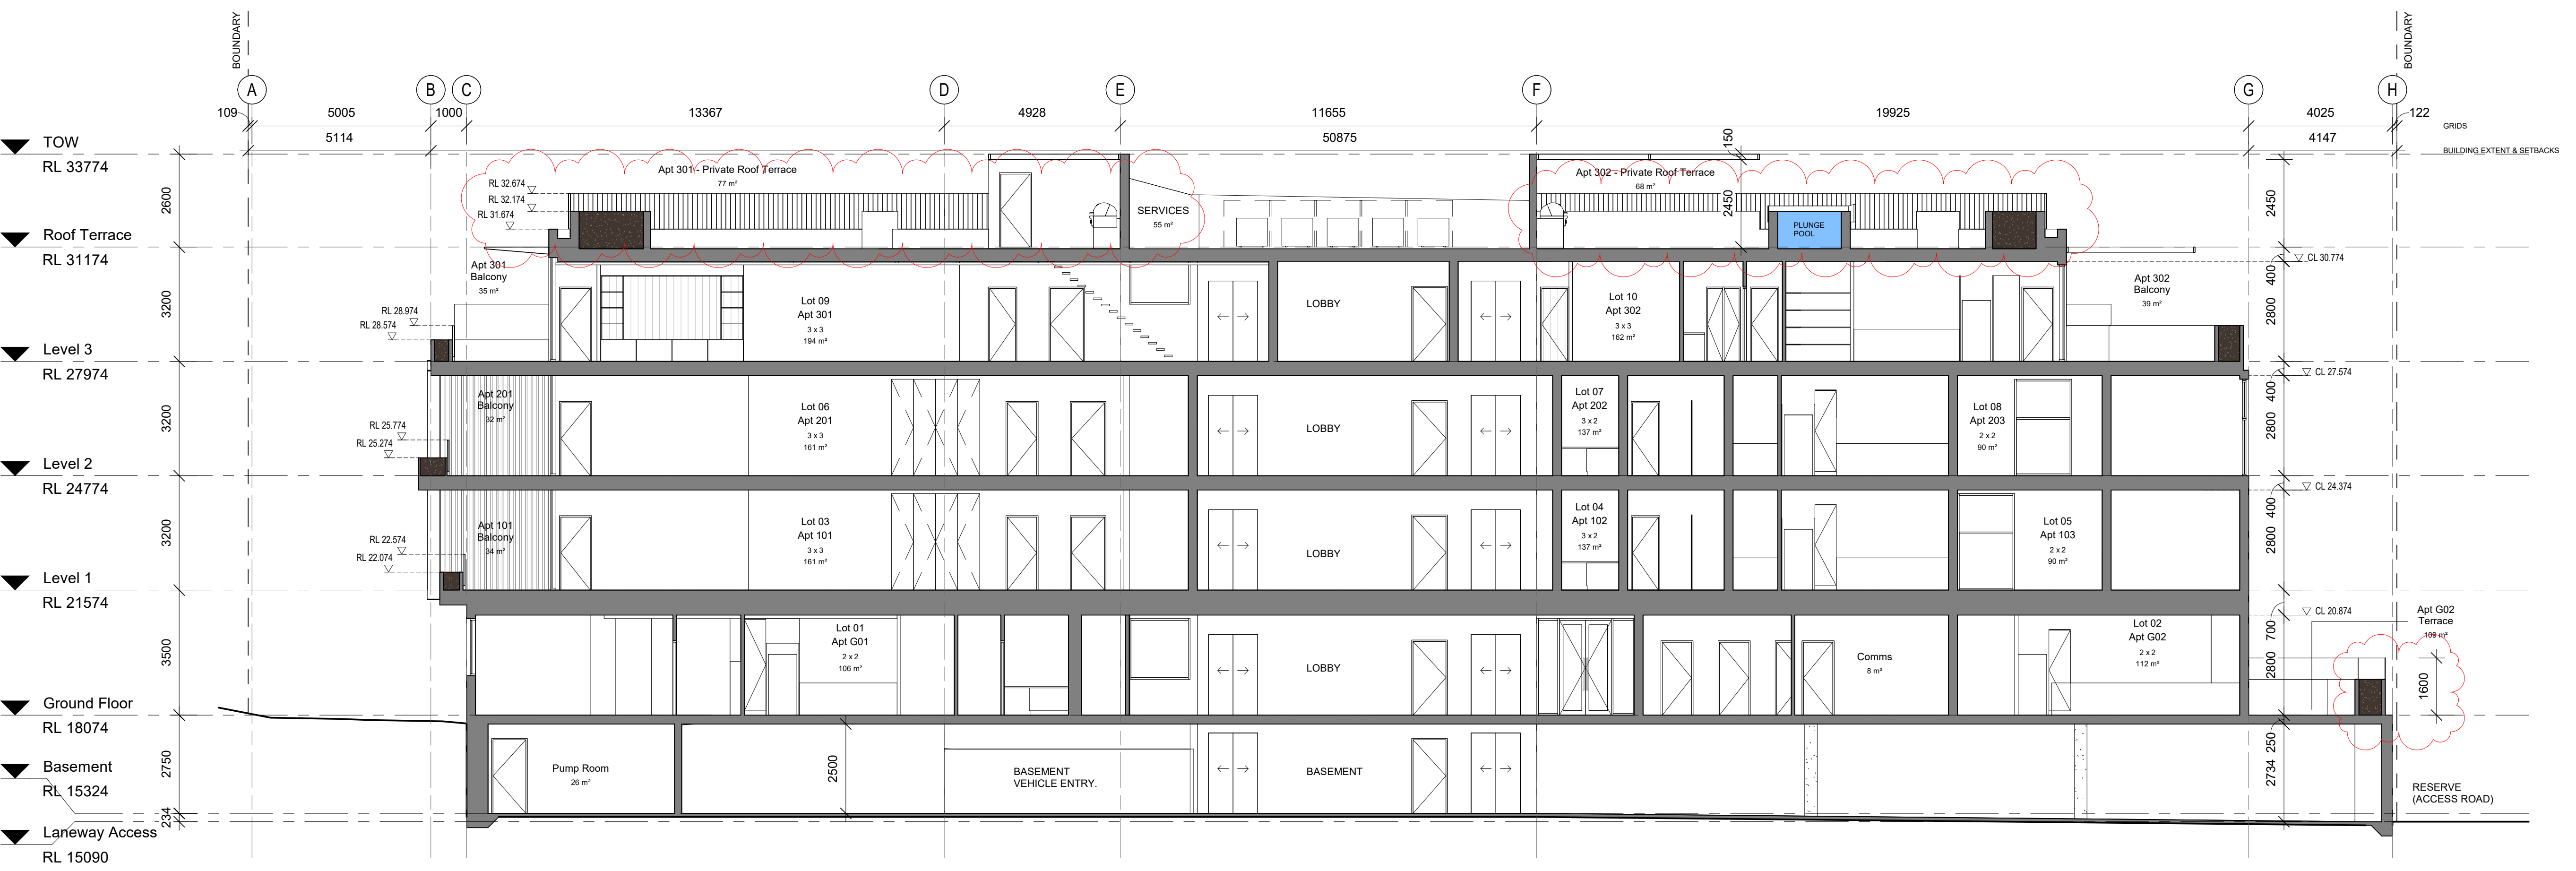 BOUNDARY
BOUNDARY
A
B
C
D
E
F
G
H
109
5005
1000
13367
4928
11655
19925
4025
122
GRIDS
5114
50875
4147
BUILDING EXTENT & SETBACKS
TOW
RL 33774
2600
Roof Terrace
RL 31174
3200
Level 3
RL 27974
3200
Level 2
RL 24774
3200
Level 1
RL 21574
3500
Ground Floor
RL 18074
2750
Basement
RL 15324
234
Laneway Access
RL 15090
Apt 301 - Private Roof Terrace
77 m²
RL 32.674
RL 32.174
RL 31.674
SERVICES
55 m²
Apt 302 - Private Roof Terrace
68 m²
150
2450
PLUNGE
POOL
2450
Apt 301
Balcony
35 m²
RL 28.974
RL 28.574
Lot 09
Apt 301
3 x 3
194 m²
LOBBY
Lot 10
Apt 302
3 x 3
162 m²
Apt 302
Balcony
39 m²
CL 30.774
400
2800
Apt 201
Balcony
32 m²
RL 25.774
RL 25.274
Lot 06
Apt 201
3 x 3
161 m²
LOBBY
Lot 07
Apt 202
3 x 2
137 m²
Lot 08
Apt 203
2 x 2
90 m²
CL 27.574
400
2800
Apt 101
Balcony
34 m²
RL 22.574
RL 22.074
Lot 03
Apt 101
3 x 3
161 m²
LOBBY
Lot 04
Apt 102
3 x 2
137 m²
Lot 05
Apt 103
2 x 2
90 m²
CL 24.374
400
2800
Lot 01
Apt G01
2 x 2
106 m²
LOBBY
Comms
8 m²
Lot 02
Apt G02
2 x 2
112 m²
CL 20.874
700
2800
Apt G02
Terrace
109 m²
1600
Pump Room
26 m²
2500
BASEMENT
VEHICLE ENTRY.
BASEMENT
250
2734
RESERVE
(ACCESS ROAD)